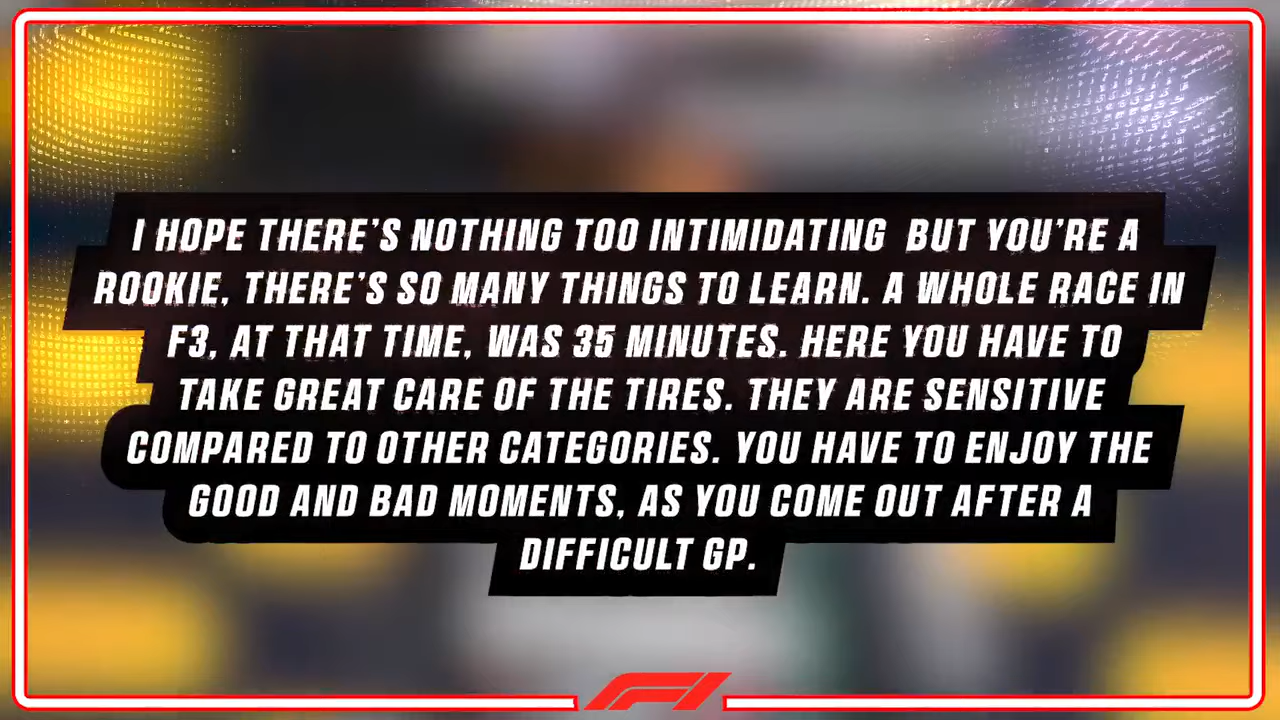 I HOPE THERE'S NOTHING TOO INTIMIDATING BUT YOU'RE A
ROOKIE, THERE'S SO MANY THINGS TO LEARN. A WHOLE RACE IN
F3, AT THAT TIME, WAS 35 MINUTES. HERE YOU HAVE TO
TAKE GREAT CARE OF THE TIRES. THEY ARE SENSITIVE
COMPARED TO OTHER CATEGORIES. YOU HAVE TO ENJOY THE
GOOD AND BAD MOMENTS, AS YOU COME OUT AFTER A
DIFFICULT GP.
F1